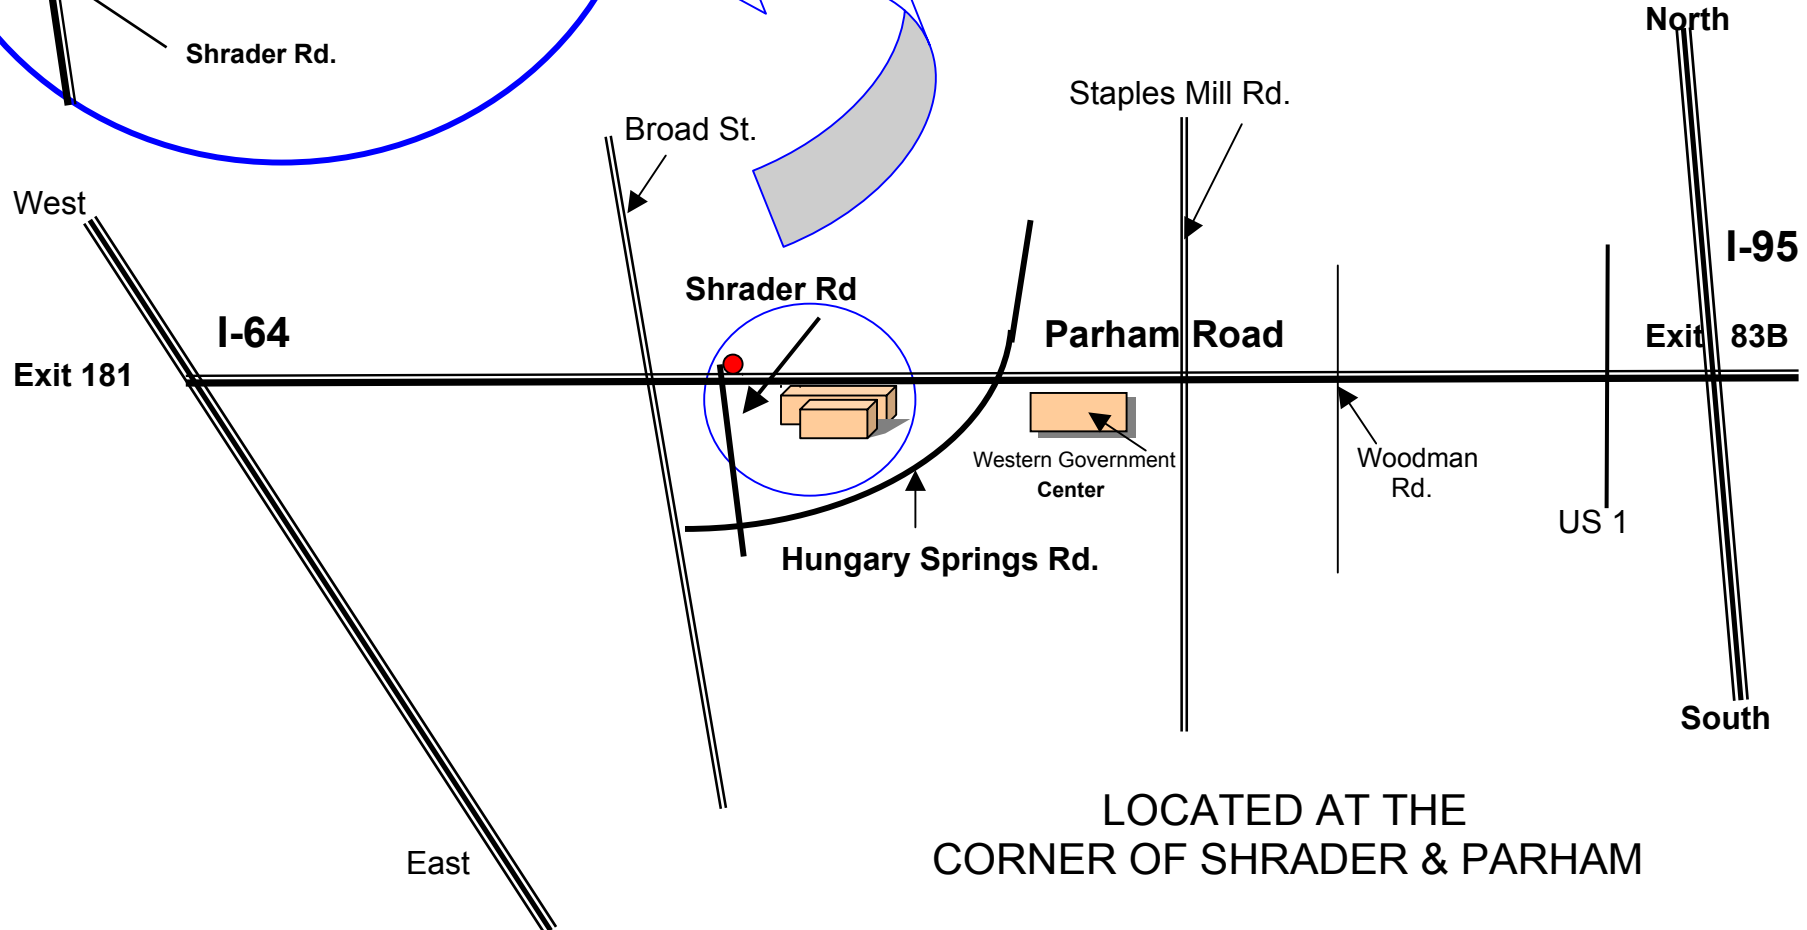 North
Shrader Rd.
Staples Mill Rd.
Broad St.
West
I-95
Shrader Rd
I-64
Parham Road
Exit 83B
Exit 181
Western Government
Center
Woodman
Rd.
US 1
Hungary Springs Rd.
South
LOCATED AT THE
CORNER OF SHRADER & PARHAM
East